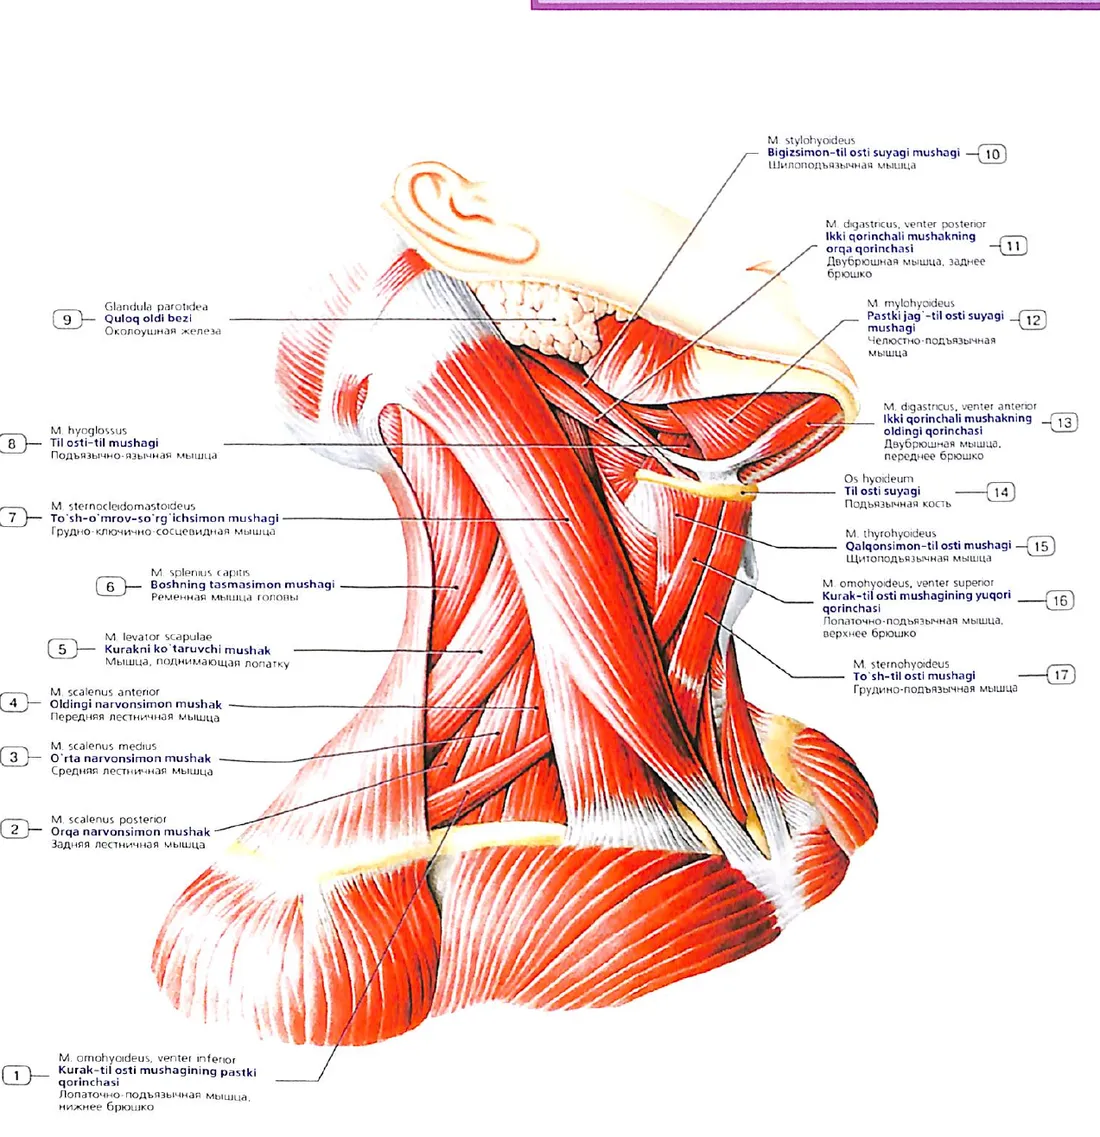 M. stylohyoideus
Bigizsimon-til osti suyagi mushagi
Шилоподъязычная мышца
10
M. digastricus, venter posterior
Ikki qorinchali mushakning
orqa qorinchasi
Двубрюшная мышца, заднее
брюшко
11
Glandula parotidea
Quloq oldi bezi
Околоушная железа
9
M. mylohyoideus
Pastki jag`-til osti suyagi
mushagi
Челюстно-подъязычная
мышца
12
M. digastricus, venter anterior
Ikki qorinchali mushakning
oldingi qorinchasi
Двубрюшная мышца,
переднее брюшко
13
M. hyoglossus
Til osti-til mushagi
Подъязычно-язычная мышца
8
Os hyoideum
Til osti suyagi
Подъязычная кость
14
M. sternocleidomastoideus
To`sh-o`mrov-so`rg`ichsimon mushagi
Грудно-ключично-сосцевидная мышца
7
M. thyrohyoideus
Qalqonsimon-til osti mushagi
Щитоподъязычная мышца
15
M. splenius capitis
Boshning tasmasimon mushagi
Ременная мышца головы
6
M. omohyoideus, venter superior
Kurak-til osti mushagining yuqori
qorinchasi
Лопаточно-подъязычная мышца,
верхнее брюшко
16
M. levator scapulae
Kurakni ko`taruvchi mushak
Мышца, поднимающая лопатку
5
M. sternohyoideus
To`sh-til osti mushagi
Грудино-подъязычная мышца
17
M. scalenus anterior
Oldingi narvonsimon mushak
Передняя лестничная мышца
4
M. scalenus medius
O`rta narvonsimon mushak
Средняя лестничная мышца
3
M. scalenus posterior
Orqa narvonsimon mushak
Задняя лестничная мышца
2
M. omohyoideus, venter inferior
Kurak-til osti mushagining pastki
qorinchasi
Лопаточно-подъязычная мышца,
нижнее брюшко
1